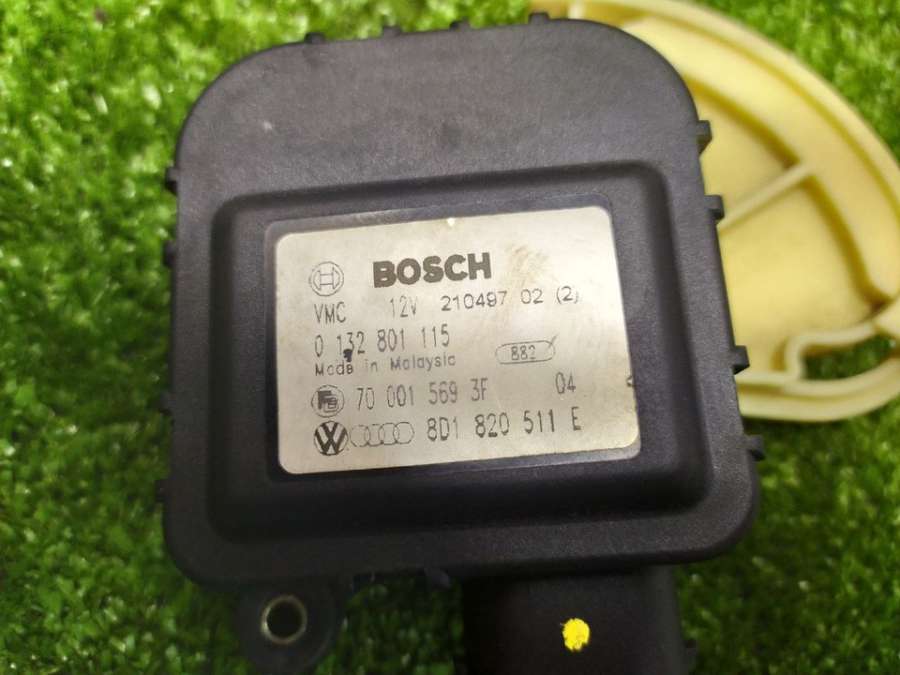 BOSCH
VMC 12V 210497 02 (2)
0 132 801 115
Made in Malaysia 882
70 001 569 3F 04
VW 8D1 820 511 E